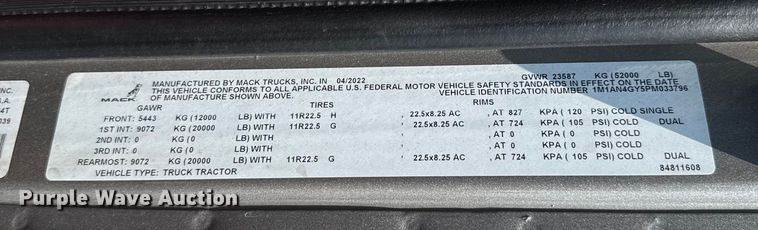 MANUFACTURED BY MACK TRUCKS, INC. IN 04/2022 GVWR 23587 KG (52000 LB)
THIS VEHICLE CONFORMS TO ALL APPLICABLE U.S. FEDERAL MOTOR VEHICLE SAFETY STANDARDS IN EFFECT ON THE DATE
OF MANUFACTURE SHOWN ABOVE. VEHICLE IDENTIFICATION NUMBER 1M1AN4GY5PM033796
MACK
GAWR TIRES RIMS
FRONT: 5443 KG (12000 LB) WITH 11R22.5 H , 22.5x8.25 AC , AT 827 KPA ( 120 PSI) COLD SINGLE
1ST INT: 9072 KG (20000 LB) WITH 11R22.5 G , 22.5x8.25 AC , AT 724 KPA ( 105 PSI) COLD DUAL
2ND INT: 0 KG (0 LB) WITH , , AT 0 KPA ( 0 PSI) COLD
3RD INT: 0 KG (0 LB) WITH , , AT 0 KPA ( 0 PSI) COLD
REARMOST: 9072 KG (20000 LB) WITH 11R22.5 G , 22.5x8.25 AC , AT 724 KPA ( 105 PSI) COLD DUAL
VEHICLE TYPE: TRUCK TRACTOR 84811608
Purple Wave Auction